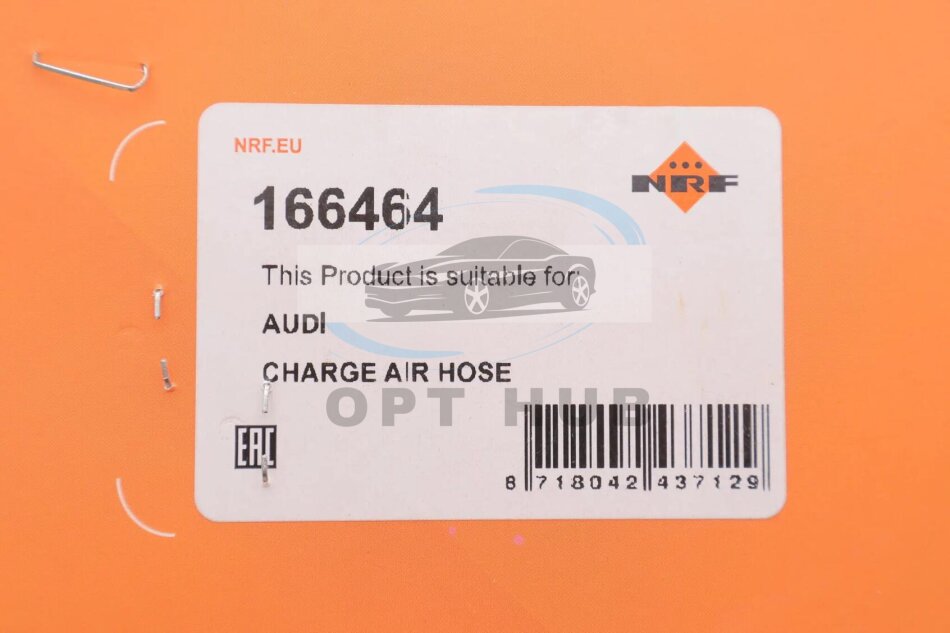 NRF.EU
NRF
166464
This Product is suitable for:
AUDI
CHARGE AIR HOSE
OPT HUB
EAC
8 718042 437129